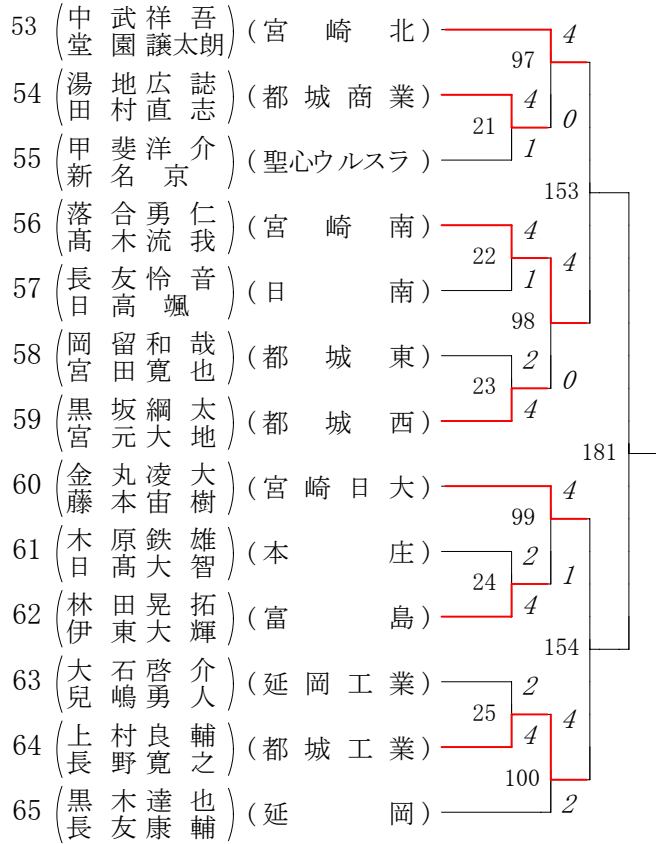 53 中 武 祥 吾 (宮 崎 北) 4
堂 園 譲太朗
97
54 湯 地 広 誌 (都 城 商 業) 4 0
田 村 直 志
21
55 甲 斐 洋 介 (聖心ウルスラ) 1
新 名 京
153
56 落 合 勇 仁 (宮 崎 南) 4
髙 木 流 我
22 4
57 長 友 怜 音 (日 南) 1
日 高 颯
98
58 岡 留 和 哉 (都 城 東) 2 0
宮 田 寛 也
23
59 黒 坂 綱 太 (都 城 西) 4
宮 元 大 地
181
60 金 丸 凌 大 (宮 崎 日 大) 4
藤 本 宙 樹
99
61 木 原 鉄 雄 (本 庄) 2 1
日 髙 大 智
24
62 林 田 晃 拓 (富 島) 4
伊 東 大 輝
154
63 大 石 啓 介 (延 岡 工 業) 2
兒 嶋 勇 人
25 4
64 上 村 良 輔 (都 城 工 業) 4
長 野 寛 之
100
65 黒 木 達 也 (延 岡) 2
長 友 康 輔